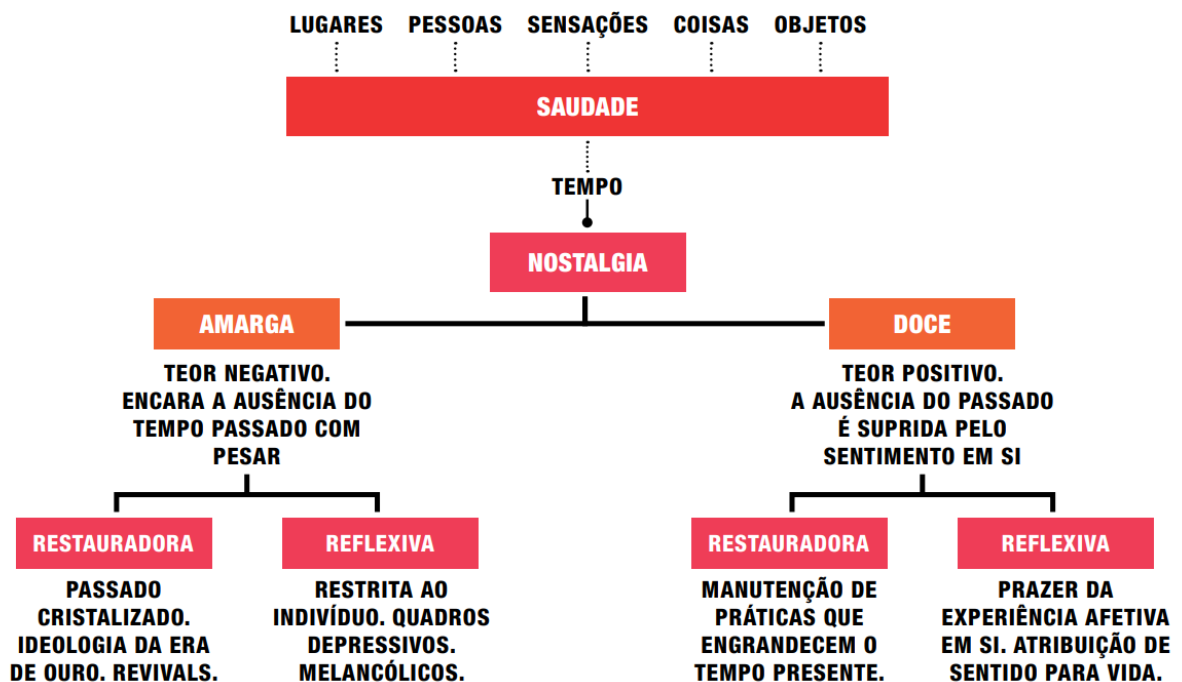 LUGARES PESSOAS SENSAÇÕES COISAS OBJETOS
SAUDADE
TEMPO
NOSTALGIA
AMARGA
TEOR NEGATIVO.
ENCARA A AUSÊNCIA DO
TEMPO PASSADO COM
PESAR
DOCE
TEOR POSITIVO.
A AUSÊNCIA DO PASSADO
É SUPRIDA PELO
SENTIMENTO EM SI
RESTAURADORA
PASSADO
CRISTALIZADO.
IDEOLOGIA DA ERA
DE OURO. REVIVALS.
REFLEXIVA
RESTRITA AO
INDIVÍDUO. QUADROS
DEPRESSIVOS.
MELANCÓLICOS.
RESTAURADORA
MANUTENÇÃO DE
PRÁTICAS QUE
ENGRANDECEM O
TEMPO PRESENTE.
REFLEXIVA
PRAZER DA
EXPERIÊNCIA AFETIVA
EM SI. ATRIBUIÇÃO DE
SENTIDO PARA VIDA.